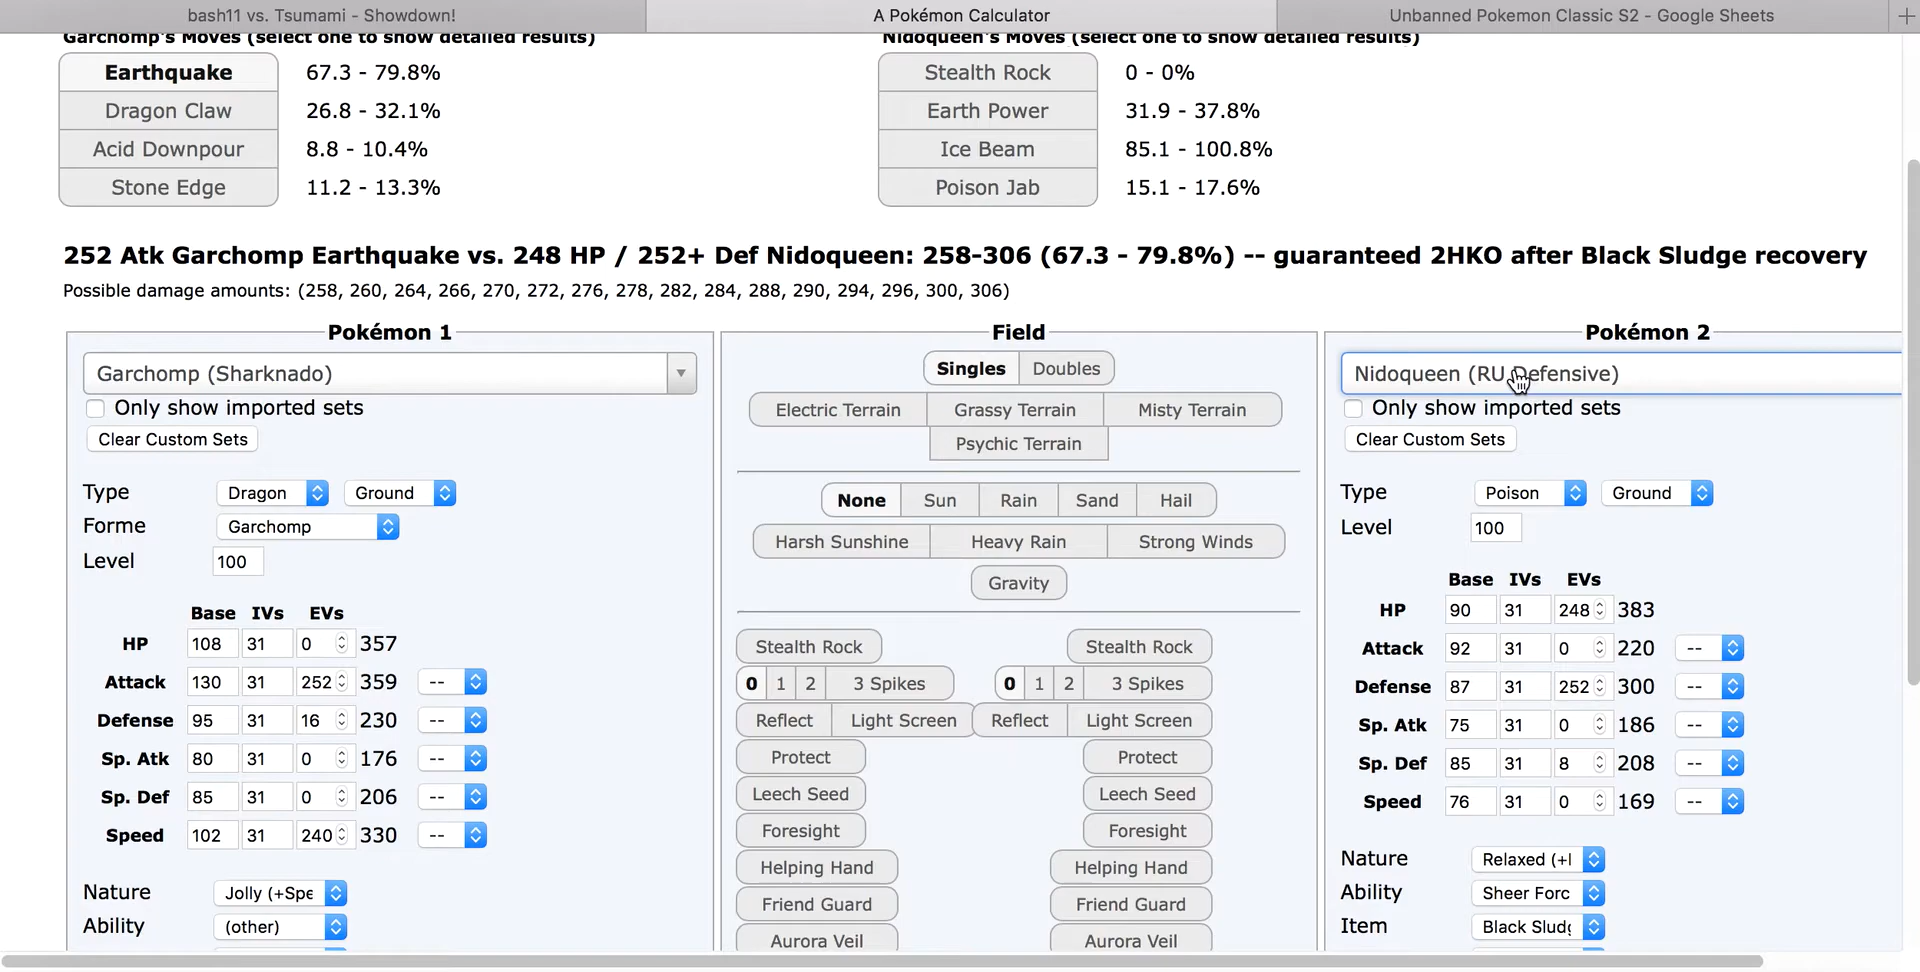 bash11 vs. Tsumami - Showdown! A Pokémon Calculator Unbanned Pokemon Classic S2 - Google Sheets +
Garchomp's Moves (select one to show detailed results) Nidoqueen's Moves (select one to show detailed results)
Earthquake 67.3 - 79.8% Stealth Rock 0 - 0%
Dragon Claw 26.8 - 32.1% Earth Power 31.9 - 37.8%
Acid Downpour 8.8 - 10.4% Ice Beam 85.1 - 100.8%
Stone Edge 11.2 - 13.3% Poison Jab 15.1 - 17.6%
252 Atk Garchomp Earthquake vs. 248 HP / 252+ Def Nidoqueen: 258-306 (67.3 - 79.8%) -- guaranteed 2HKO after Black Sludge recovery
Possible damage amounts: (258, 260, 264, 266, 270, 272, 276, 278, 282, 284, 288, 290, 294, 296, 300, 306)
Pokémon 1
Garchomp (Sharknado)
Only show imported sets
Clear Custom Sets
Type Dragon Ground
Forme Garchomp
Level 100
Base IVs EVs
HP 108 31 0 357
Attack 130 31 252 359 --
Defense 95 31 16 230 --
Sp. Atk 80 31 0 176 --
Sp. Def 85 31 0 206 --
Speed 102 31 240 330 --
Nature Jolly (+Spe
Ability (other)
Field
Singles Doubles
Electric Terrain Grassy Terrain Misty Terrain
Psychic Terrain
None Sun Rain Sand Hail
Harsh Sunshine Heavy Rain Strong Winds
Gravity
Stealth Rock Stealth Rock
0 1 2 3 Spikes 0 1 2 3 Spikes
Reflect Light Screen Reflect Light Screen
Protect Protect
Leech Seed Leech Seed
Foresight Foresight
Helping Hand Helping Hand
Friend Guard Friend Guard
Aurora Veil Aurora Veil
Pokémon 2
Nidoqueen (RU Defensive)
Only show imported sets
Clear Custom Sets
Type Poison Ground
Level 100
Base IVs EVs
HP 90 31 248 383
Attack 92 31 0 220 --
Defense 87 31 252 300 --
Sp. Atk 75 31 0 186 --
Sp. Def 85 31 8 208 --
Speed 76 31 0 169 --
Nature Relaxed (+
Ability Sheer Forc
Item Black Slud